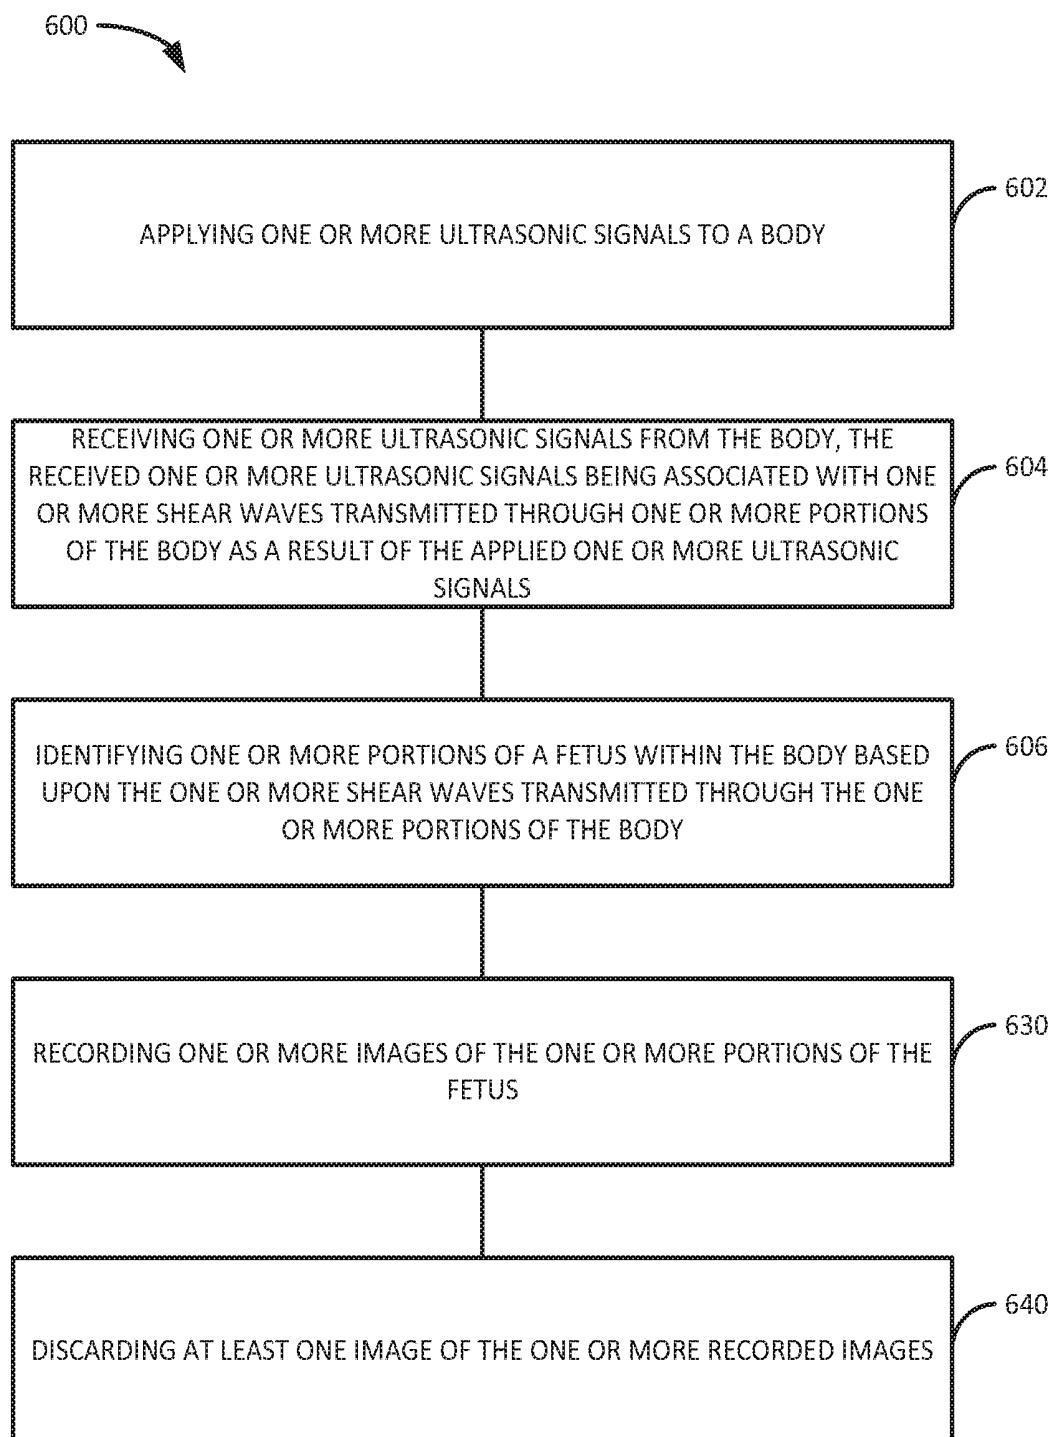 600
602
APPLYING ONE OR MORE ULTRASONIC SIGNALS TO A BODY
RECEIVING ONE OR MORE ULTRASONIC SIGNALS FROM THE BODY, THE
RECEIVED ONE OR MORE ULTRASONIC SIGNALS BEING ASSOCIATED WITH ONE
604
OR MORE SHEAR WAVES TRANSMITTED THROUGH ONE OR MORE PORTIONS
OF THE BODY AS A RESULT OF THE APPLIED ONE OR MORE ULTRASONIC
SIGNALS
606
IDENTIFYING ONE OR MORE PORTIONS OF A FETUS WITHIN THE BODY BASED
UPON THE ONE OR MORE SHEAR WAVES TRANSMITTED THROUGH THE ONE
OR MORE PORTIONS OF THE BODY
630
RECORDING ONE OR MORE IMAGES OF THE ONE OR MORE PORTIONS OF THE
FETUS
640
DISCARDING AT LEAST ONE IMAGE OF THE ONE OR MORE RECORDED IMAGES